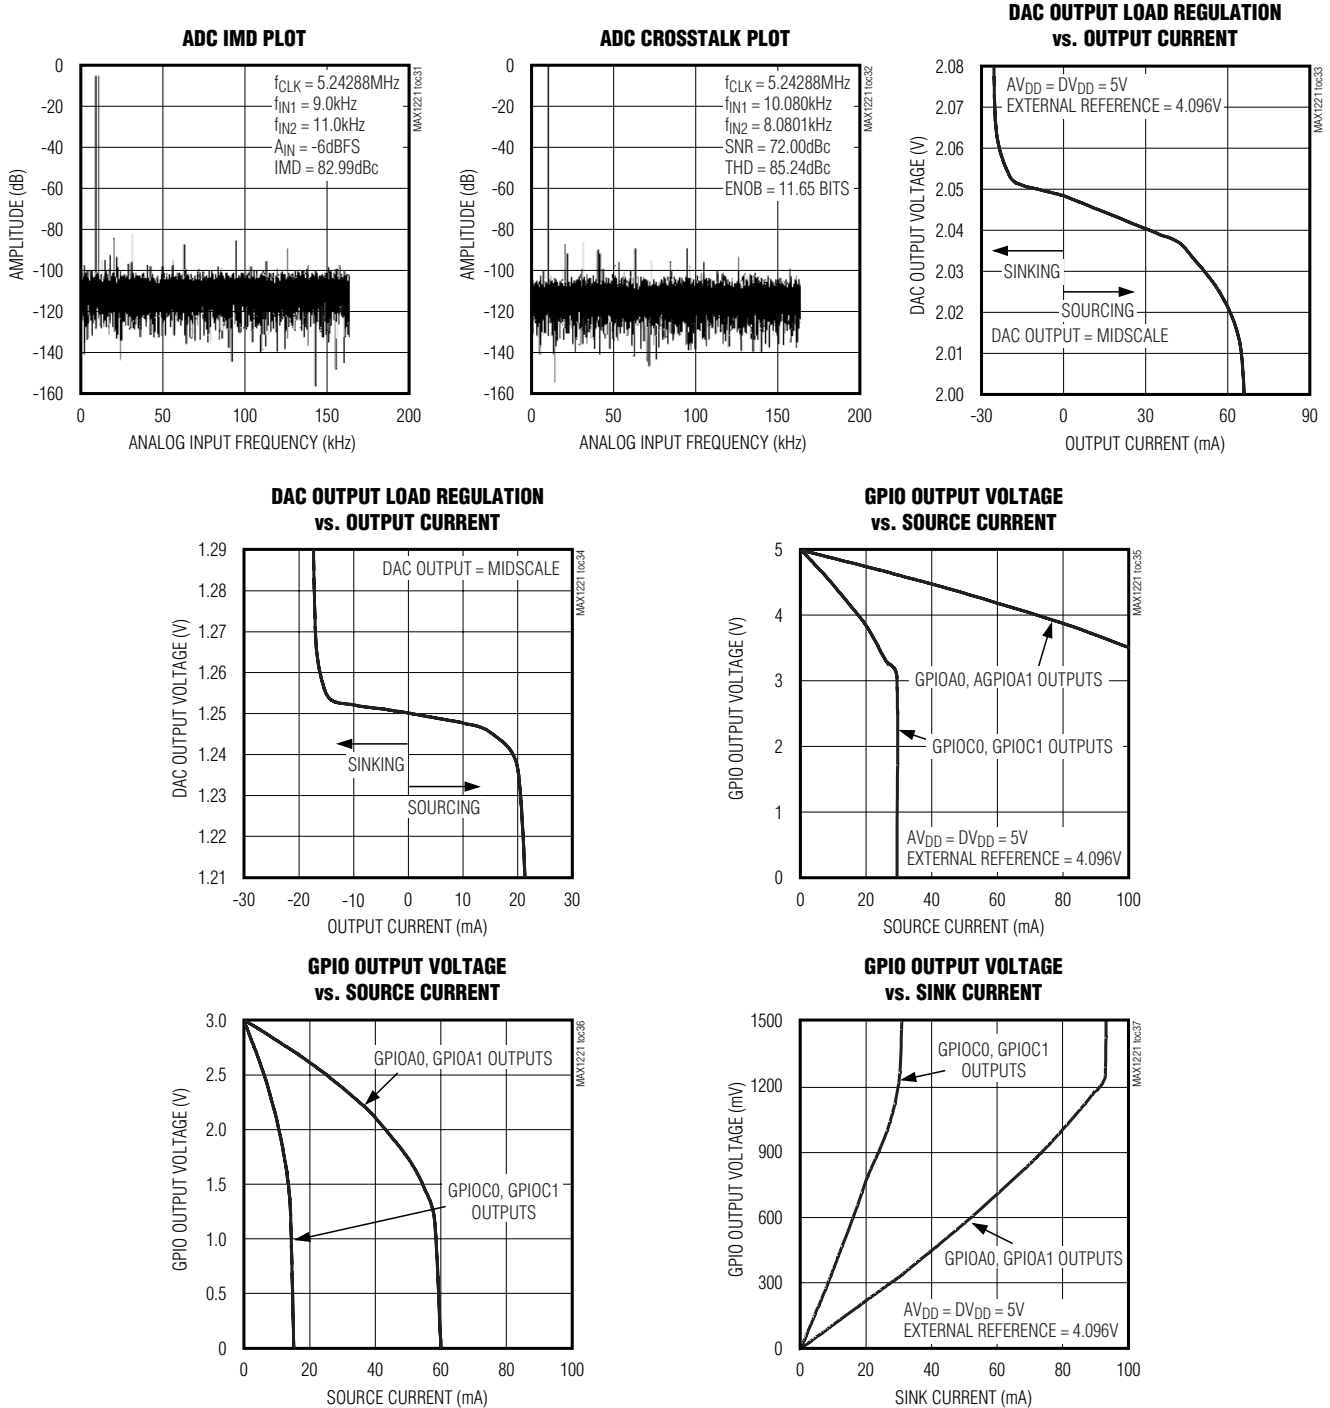 ADC IMD PLOT
0
-20
-40
-60
-80
-100
-120
-140
-160
AMPLITUDE (dB)
fCLK = 5.24288MHz
fIN1 = 9.0kHz
fIN2 = 11.0kHz
AIN = -6dBFS
IMD = 82.99dBc
MAX1221 toc31
0 50 100 150 200
ANALOG INPUT FREQUENCY (kHz)
ADC CROSSTALK PLOT
0
-20
-40
-60
-80
-100
-120
-140
-160
AMPLITUDE (dB)
fCLK = 5.24288MHz
fIN1 = 10.080kHz
fIN2 = 8.0801kHz
SNR = 72.00dBc
THD = 85.24dBc
ENOB = 11.65 BITS
MAX1221 toc32
0 50 100 150 200
ANALOG INPUT FREQUENCY (kHz)
DAC OUTPUT LOAD REGULATION
vs. OUTPUT CURRENT
2.08
2.07
2.06
2.05
2.04
2.03
2.02
2.01
2.00
DAC OUTPUT VOLTAGE (V)
AVDD = DVDD = 5V
EXTERNAL REFERENCE = 4.096V
SINKING
SOURCING
DAC OUTPUT = MIDSCALE
MAX1221 toc33
-30 0 30 60 90
OUTPUT CURRENT (mA)
DAC OUTPUT LOAD REGULATION
vs. OUTPUT CURRENT
1.29
1.28
1.27
1.26
1.25
1.24
1.23
1.22
1.21
DAC OUTPUT VOLTAGE (V)
DAC OUTPUT = MIDSCALE
SINKING
SOURCING
MAX1221 toc34
-30 -20 -10 0 10 20 30
OUTPUT CURRENT (mA)
GPIO OUTPUT VOLTAGE
vs. SOURCE CURRENT
5
4
3
2
1
0
GPIO OUTPUT VOLTAGE (V)
GPIOA0, AGPIOA1 OUTPUTS
GPIOC0, GPIOC1 OUTPUTS
AVDD = DVDD = 5V
EXTERNAL REFERENCE = 4.096V
MAX1221 toc35
0 20 40 60 80 100
SOURCE CURRENT (mA)
GPIO OUTPUT VOLTAGE
vs. SOURCE CURRENT
3.0
2.5
2.0
1.5
1.0
0.5
0
GPIO OUTPUT VOLTAGE (V)
GPIOA0, GPIOA1 OUTPUTS
GPIOC0, GPIOC1
OUTPUTS
MAX1221 toc36
0 20 40 60 80 100
SOURCE CURRENT (mA)
GPIO OUTPUT VOLTAGE
vs. SINK CURRENT
1500
1200
900
600
300
0
GPIO OUTPUT VOLTAGE (mV)
GPIOC0, GPIOC1
OUTPUTS
GPIOA0, GPIOA1 OUTPUTS
AVDD = DVDD = 5V
EXTERNAL REFERENCE = 4.096V
MAX1221 toc37
0 20 40 60 80 100
SINK CURRENT (mA)